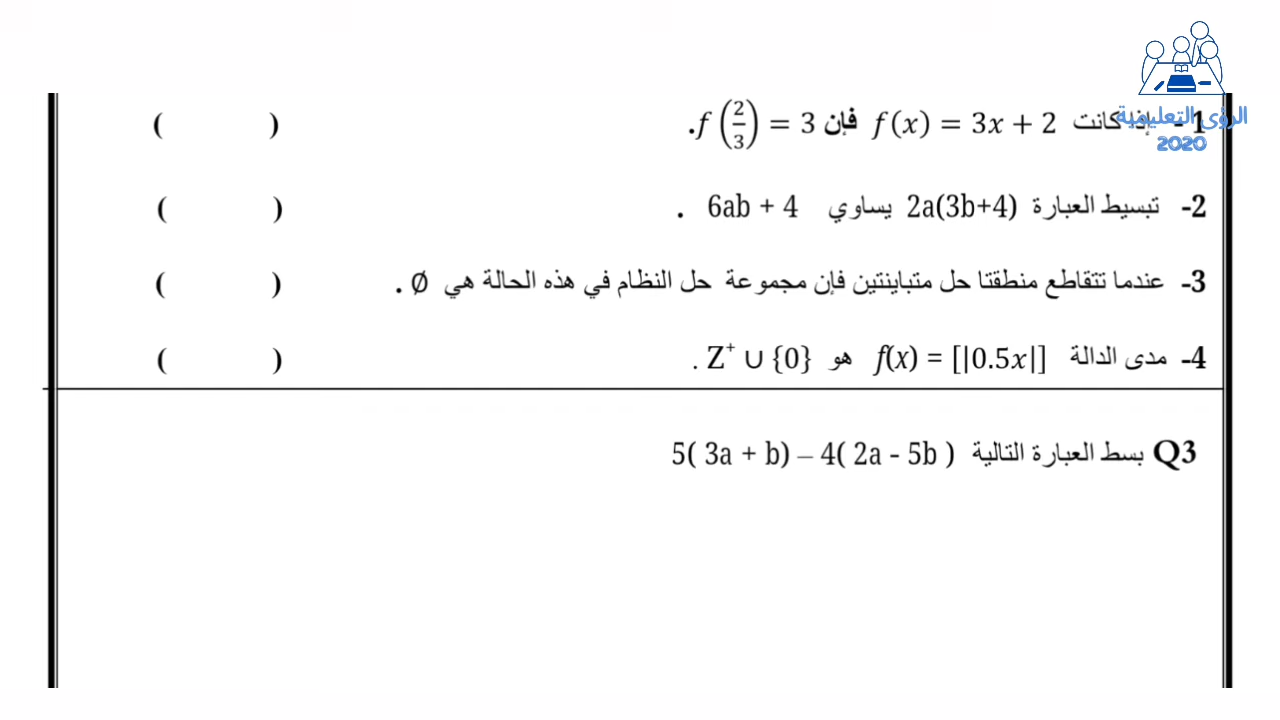 الرؤى التعليمية
2020
1 - إذا كانت f(x) = 3x + 2 فإن f(2/3) = 3. ( )
2- تبسيط العبارة 2a(3b+4) يساوي 6ab + 4 . ( )
3- عندما تتقاطع منطقتا حل متباينتين فإن مجموعة حل النظام في هذه الحالة هي Ø . ( )
4- مدى الدالة f(x) = [|0.5x|] هو Z⁺ ∪ {0} . ( )
Q3 بسط العبارة التالية 5( 3a + b) – 4( 2a - 5b )